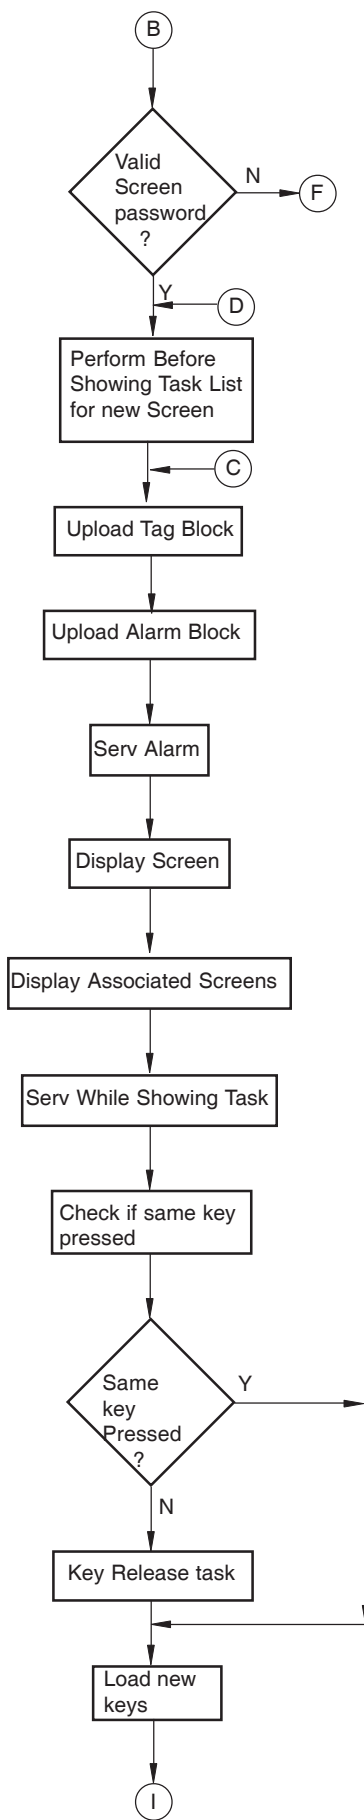 B
Valid
Screen
password
?
N
F
Y
D
Perform Before
Showing Task List
for new Screen
C
Upload Tag Block
Upload Alarm Block
Serv Alarm
Display Screen
Display Associated Screens
Serv While Showing Task
Check if same key
pressed
Same
key
Pressed
?
Y
N
Key Release task
Load new
keys
I